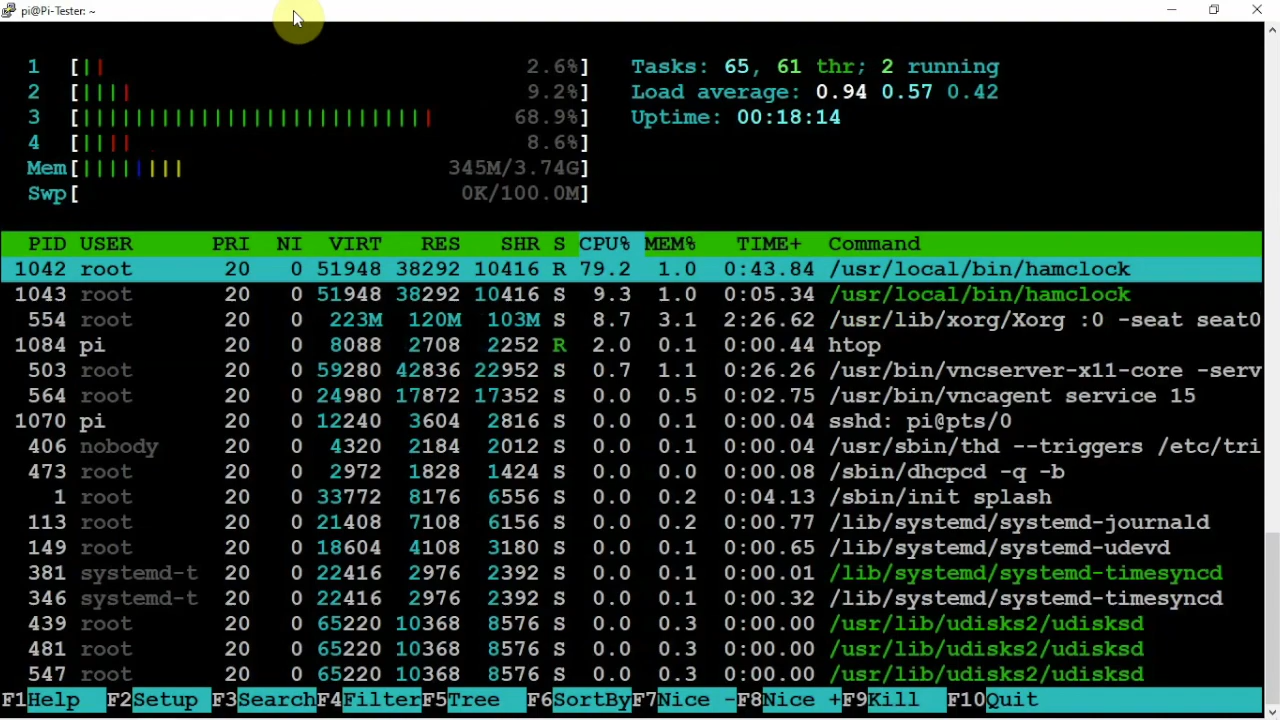 pi@Pi-Tester: ~
1 [|| 2.6%] Tasks: 65, 61 thr; 2 running
2 [|||| 9.2%] Load average: 0.94 0.57 0.42
3 [||||||||||||||||||||||||||| 68.9%] Uptime: 00:18:14
4 [|||| 8.6%]
Mem[|||||||| 345M/3.74G]
Swp[ 0K/100.0M]
PID USER PRI NI VIRT RES SHR S CPU% MEM% TIME+ Command
1042 root 20 0 51948 38292 10416 R 79.2 1.0 0:43.84 /usr/local/bin/hamclock
1043 root 20 0 51948 38292 10416 S 9.3 1.0 0:05.34 /usr/local/bin/hamclock
554 root 20 0 223M 120M 103M S 8.7 3.1 2:26.62 /usr/lib/xorg/Xorg :0 -seat seat0
1084 pi 20 0 8088 2708 2252 R 2.0 0.1 0:00.44 htop
503 root 20 0 59280 42836 22952 S 0.7 1.1 0:26.26 /usr/bin/vncserver-x11-core -serv
564 root 20 0 24980 17872 17352 S 0.0 0.5 0:02.75 /usr/bin/vncagent service 15
1070 pi 20 0 12240 3604 2816 S 0.0 0.1 0:00.04 sshd: pi@pts/0
406 nobody 20 0 4320 2184 2012 S 0.0 0.1 0:00.04 /usr/sbin/thd --triggers /etc/tri
473 root 20 0 2972 1828 1424 S 0.0 0.0 0:00.08 /sbin/dhcpcd -q -b
1 root 20 0 33772 8176 6556 S 0.0 0.2 0:04.13 /sbin/init splash
113 root 20 0 21408 7108 6156 S 0.0 0.2 0:00.77 /lib/systemd/systemd-journald
149 root 20 0 18604 4108 3180 S 0.0 0.1 0:00.65 /lib/systemd/systemd-udevd
381 systemd-t 20 0 22416 2976 2392 S 0.0 0.1 0:00.01 /lib/systemd/systemd-timesyncd
346 systemd-t 20 0 22416 2976 2392 S 0.0 0.1 0:00.32 /lib/systemd/systemd-timesyncd
439 root 20 0 65220 10368 8576 S 0.0 0.3 0:00.00 /usr/lib/udisks2/udisksd
481 root 20 0 65220 10368 8576 S 0.0 0.3 0:00.00 /usr/lib/udisks2/udisksd
547 root 20 0 65220 10368 8576 S 0.0 0.3 0:00.00 /usr/lib/udisks2/udisksd
F1Help F2Setup F3SearchF4FilterF5Tree F6SortByF7Nice -F8Nice +F9Kill F10Quit